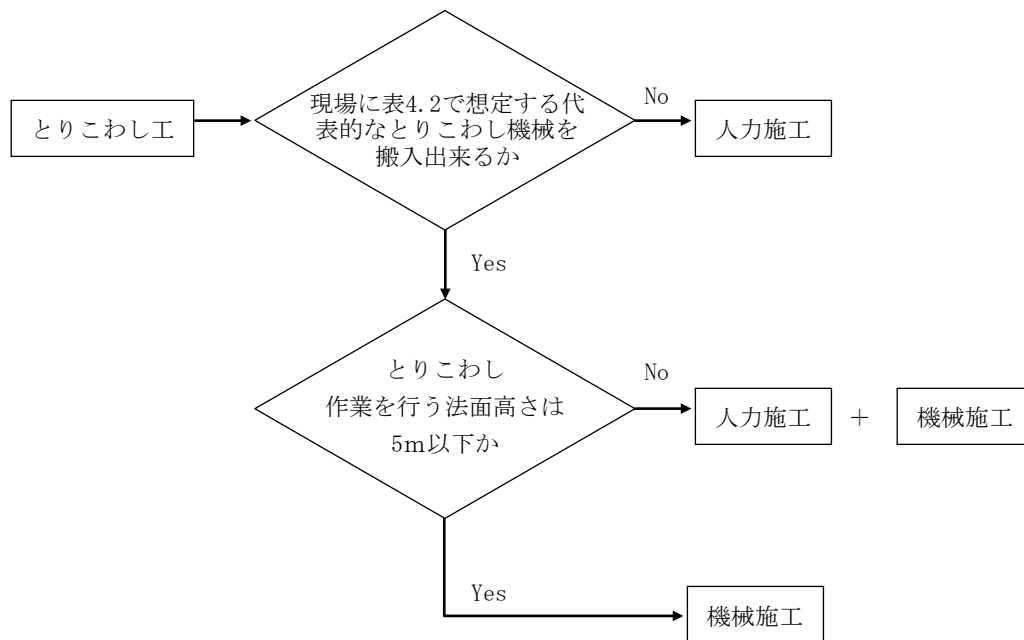 とりこわし工
現場に表4.2で想定する代
表的なとりこわし機械を
搬入出来るか
No
人力施工
Yes
とりこわし
作業を行う法面高さは
5m以下か
No
人力施工 + 機械施工
Yes
機械施工